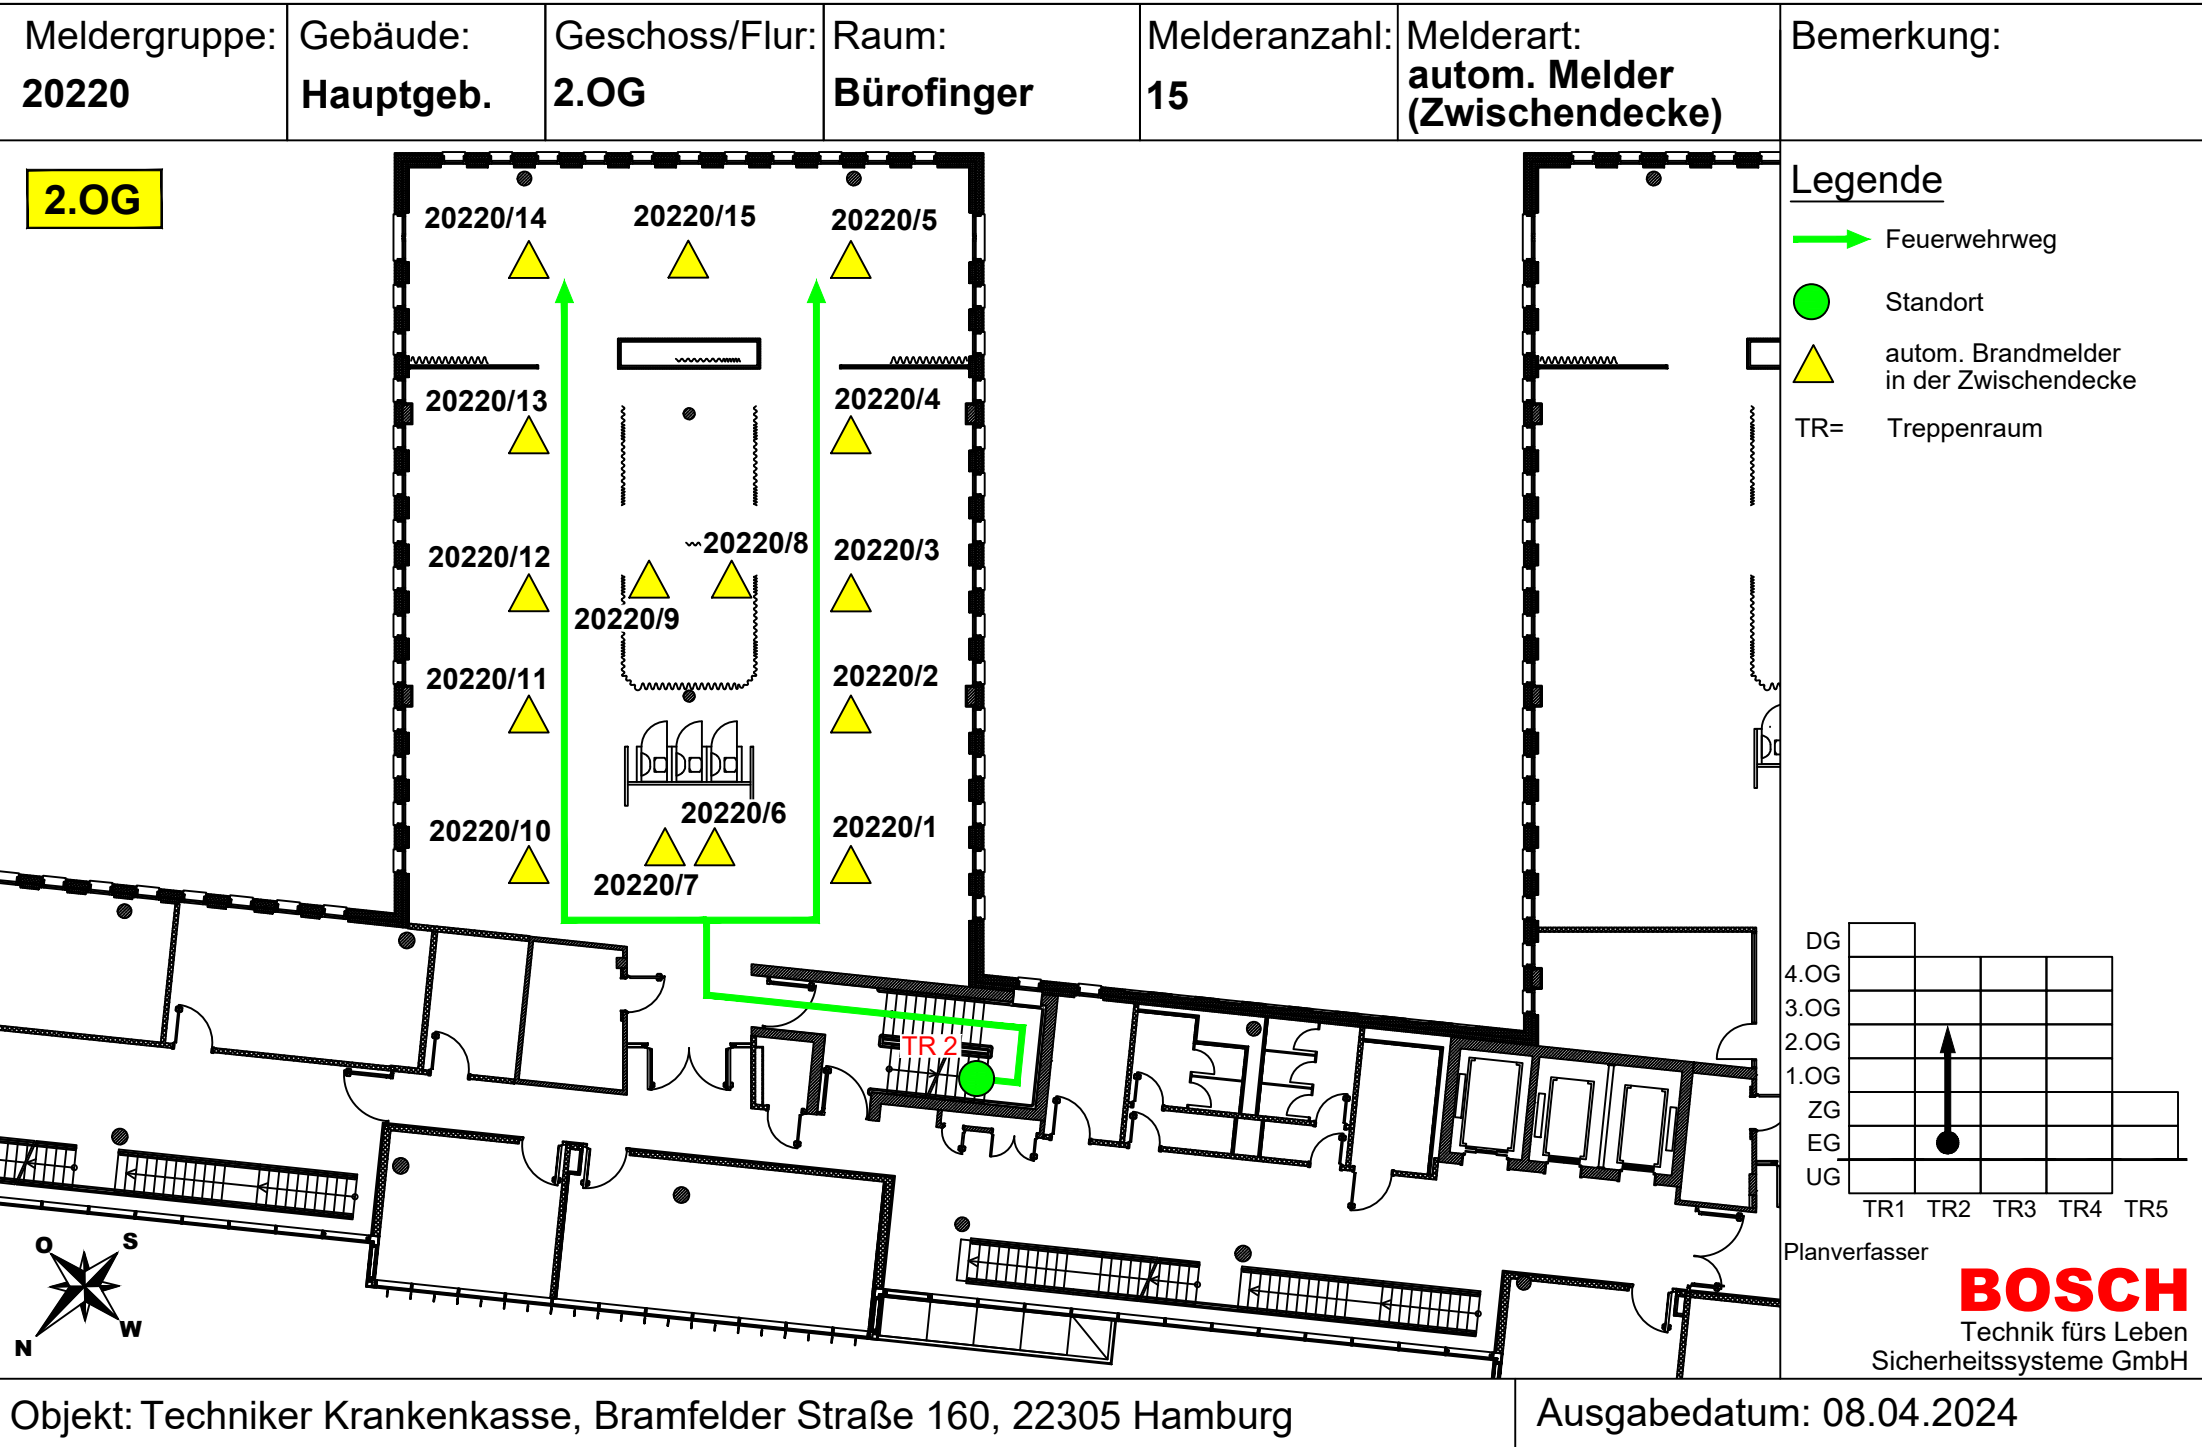 Meldergruppe:
20220
Gebäude:
Hauptgeb.
Geschoss/Flur:
2.OG
Raum:
Bürofinger
Melderanzahl:
15
Melderart:
autom. Melder
(Zwischendecke)
Bemerkung:
2.OG
20220/14
20220/15
20220/5
20220/13
20220/4
20220/12
20220/8
20220/3
20220/9
20220/11
20220/2
20220/6
20220/10
20220/1
20220/7
TR 2
O
S
N
W
Legende
Feuerwehrweg
Standort
autom. Brandmelder
in der Zwischendecke
TR= Treppenraum
DG
4.OG
3.OG
2.OG
1.OG
ZG
EG
UG
TR1 TR2 TR3 TR4 TR5
Planverfasser
BOSCH
Technik fürs Leben
Sicherheitssysteme GmbH
Objekt: Techniker Krankenkasse, Bramfelder Straße 160, 22305 Hamburg
Ausgabedatum: 08.04.2024